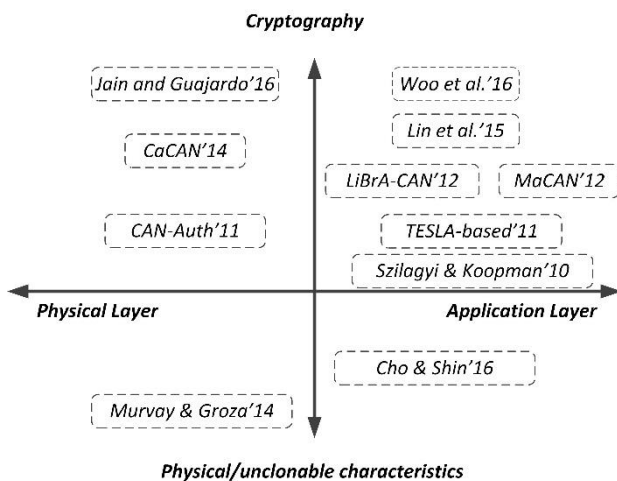 Cryptography
Jain and Guajardo'16
Woo et al.'16
Lin et al.'15
CaCAN'14
LiBrA-CAN'12
MaCAN'12
CAN-Auth'11
TESLA-based'11
Szilagyi & Koopman'10
Physical Layer
Application Layer
Cho & Shin'16
Murvay & Groza'14
Physical/unclonable characteristics